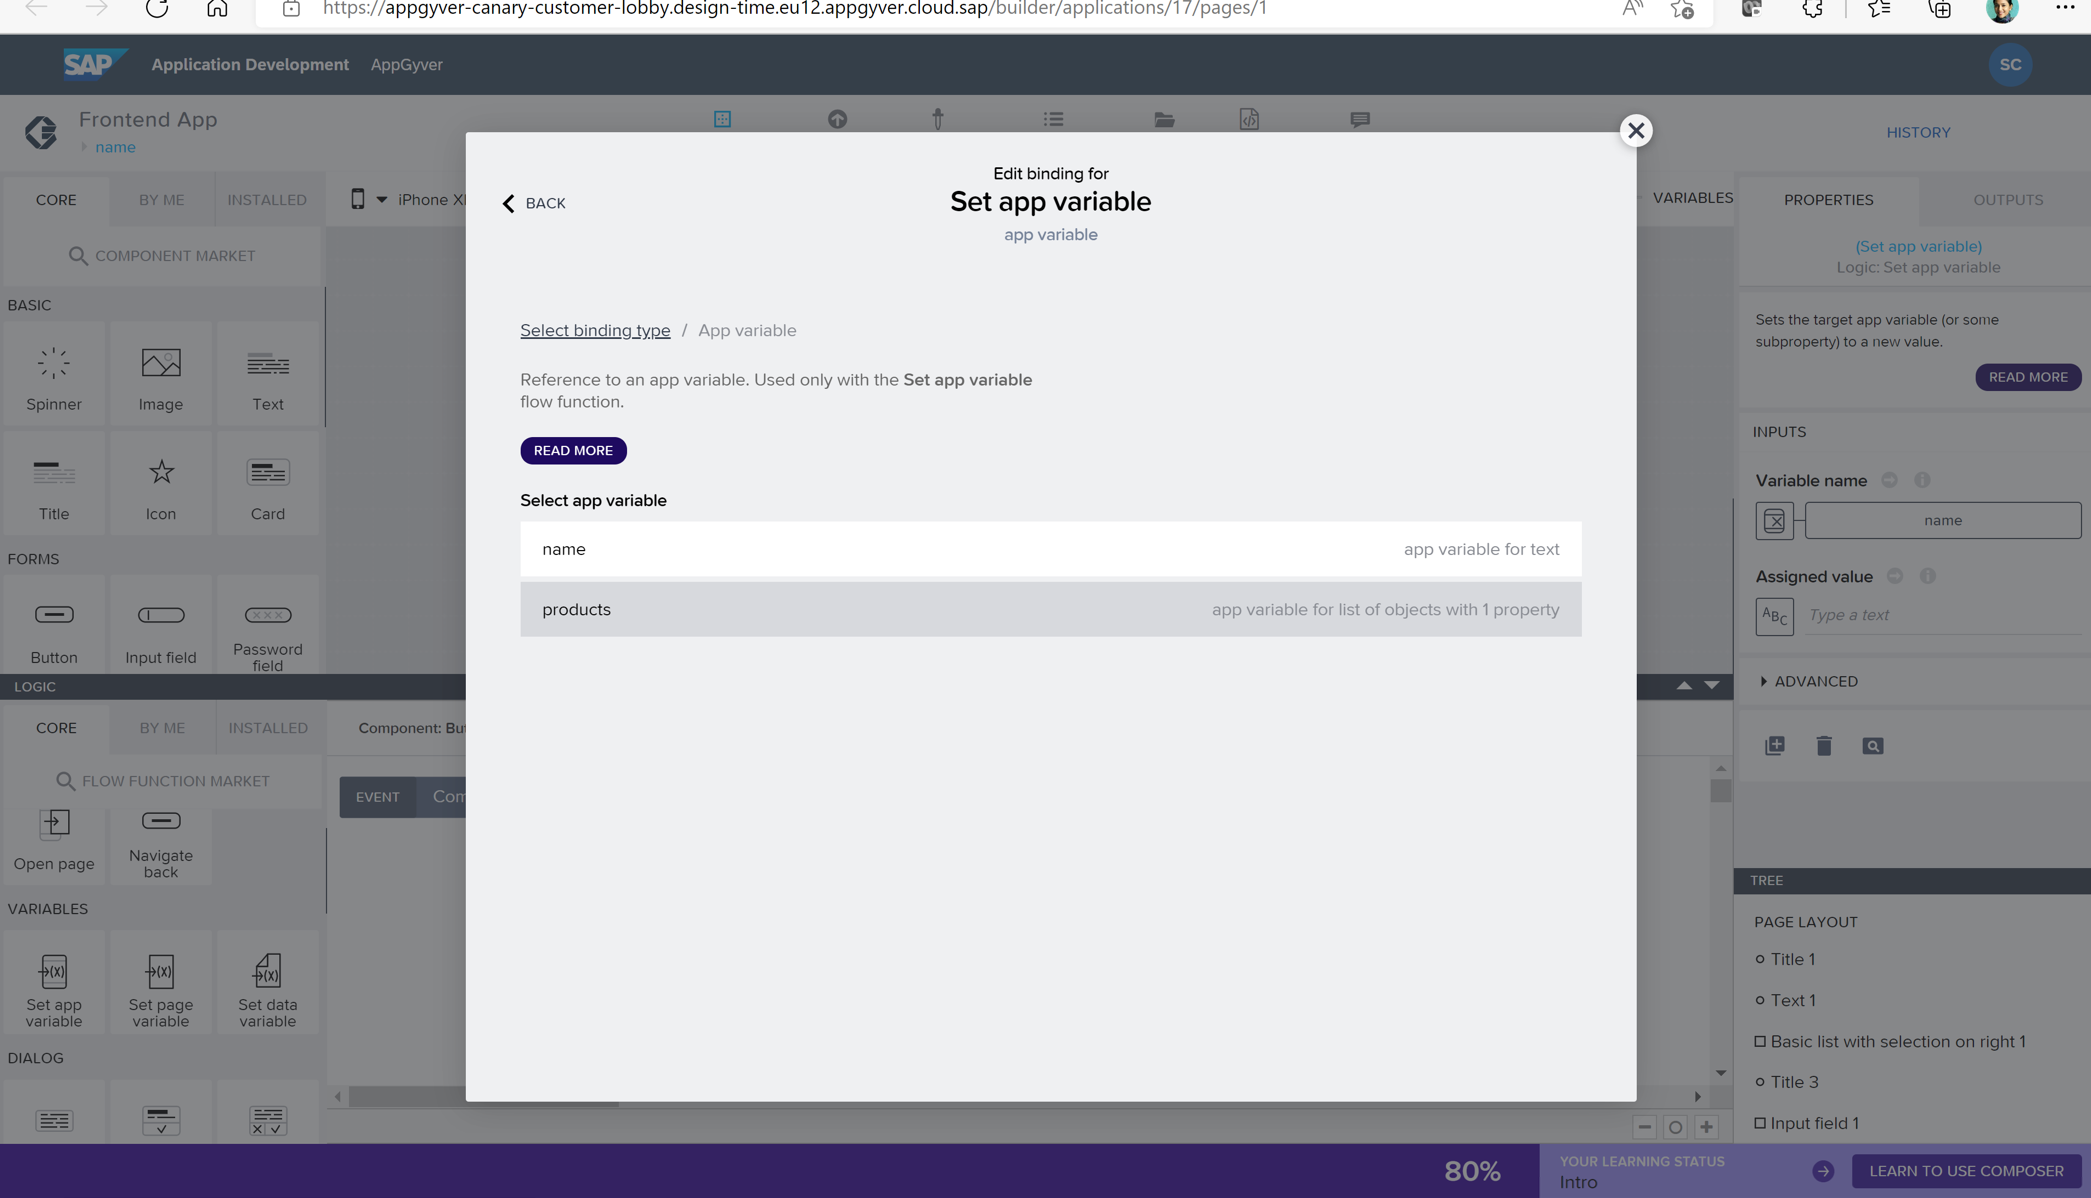 https://appgyver-canary-customer-lobby.design-time.eu12.appgyver.cloud.sap/builder/applications/17/pages/1
SAP
Application Development
AppGyver
SC
Frontend App
name
HISTORY
CORE
BY ME
INSTALLED
iPhone X
VARIABLES
PROPERTIES
OUTPUTS
COMPONENT MARKET
BASIC
Spinner
Image
Text
Title
Icon
Card
FORMS
Button
Input field
Password
field
BACK
Edit binding for
Set app variable
app variable
Select binding type / App variable
Reference to an app variable. Used only with the Set app variable
flow function.
READ MORE
Select app variable
name
app variable for text
products
app variable for list of objects with 1 property
(Set app variable)
Logic: Set app variable
Sets the target app variable (or some
subproperty) to a new value.
READ MORE
INPUTS
Variable name
name
Assigned value
ABC
Type a text
ADVANCED
LOGIC
CORE
BY ME
INSTALLED
Component: Bu
FLOW FUNCTION MARKET
EVENT
Com
Open page
Navigate
back
VARIABLES
(x)
(x)
(x)
Set app
variable
Set page
variable
Set data
variable
DIALOG
TREE
PAGE LAYOUT
Title 1
Text 1
Basic list with selection on right 1
Title 3
Input field 1
80%
YOUR LEARNING STATUS
Intro
LEARN TO USE COMPOSER